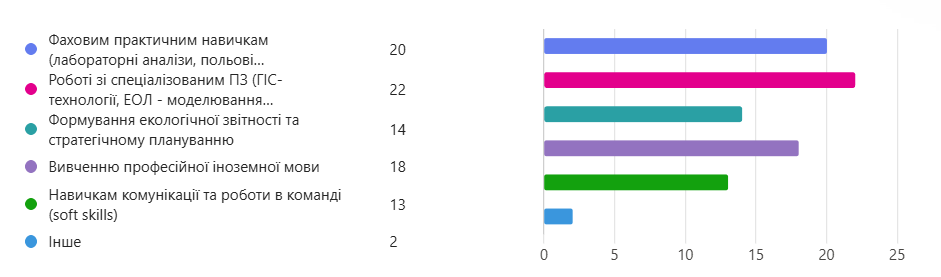 Фаховим практичним навичкам
(лабораторні аналізи, польові...
20
Роботі зі спеціалізованим ПЗ (ГІС-
технології, ЕОЛ - моделювання...
22
Формування екологічної звітності та
стратегічному плануванню
14
Вивченню професійної іноземної мови
18
Навичкам комунікації та роботи в команді
(soft skills)
13
Інше
2
0 5 10 15 20 25